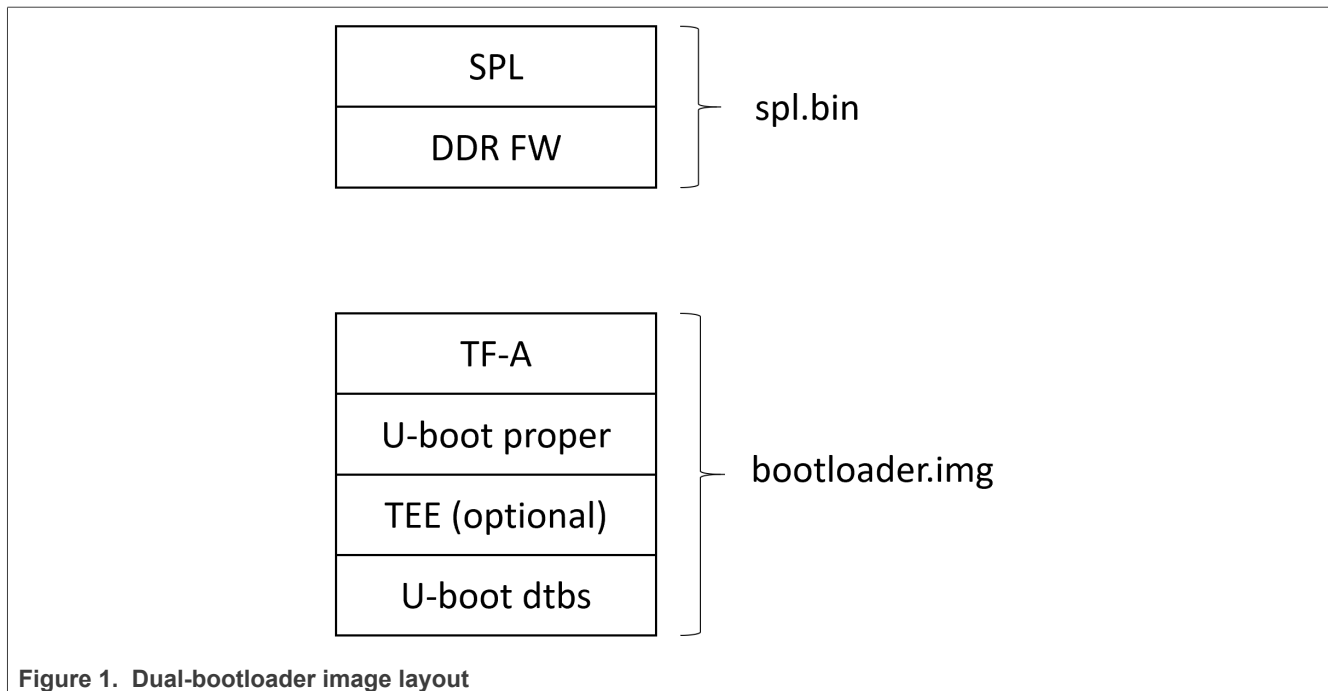 SPL
DDR FW
spl.bin
TF-A
U-boot proper
TEE (optional)
U-boot dtbs
bootloader.img
Figure 1. Dual-bootloader image layout